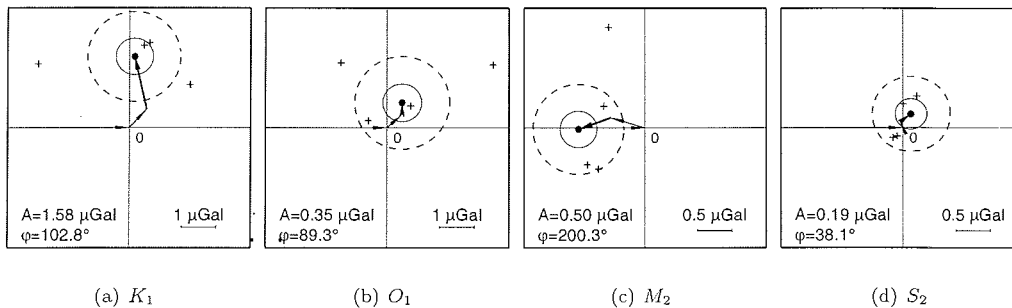 0
A=1.58 μGal 1 μGal
φ=102.8°
(a) K₁
0
A=0.35 μGal 1 μGal
φ=89.3°
(b) O₁
0
A=0.50 μGal 0.5 μGal
φ=200.3°
(c) M₂
0
A=0.19 μGal 0.5 μGal
φ=38.1°
(d) S₂